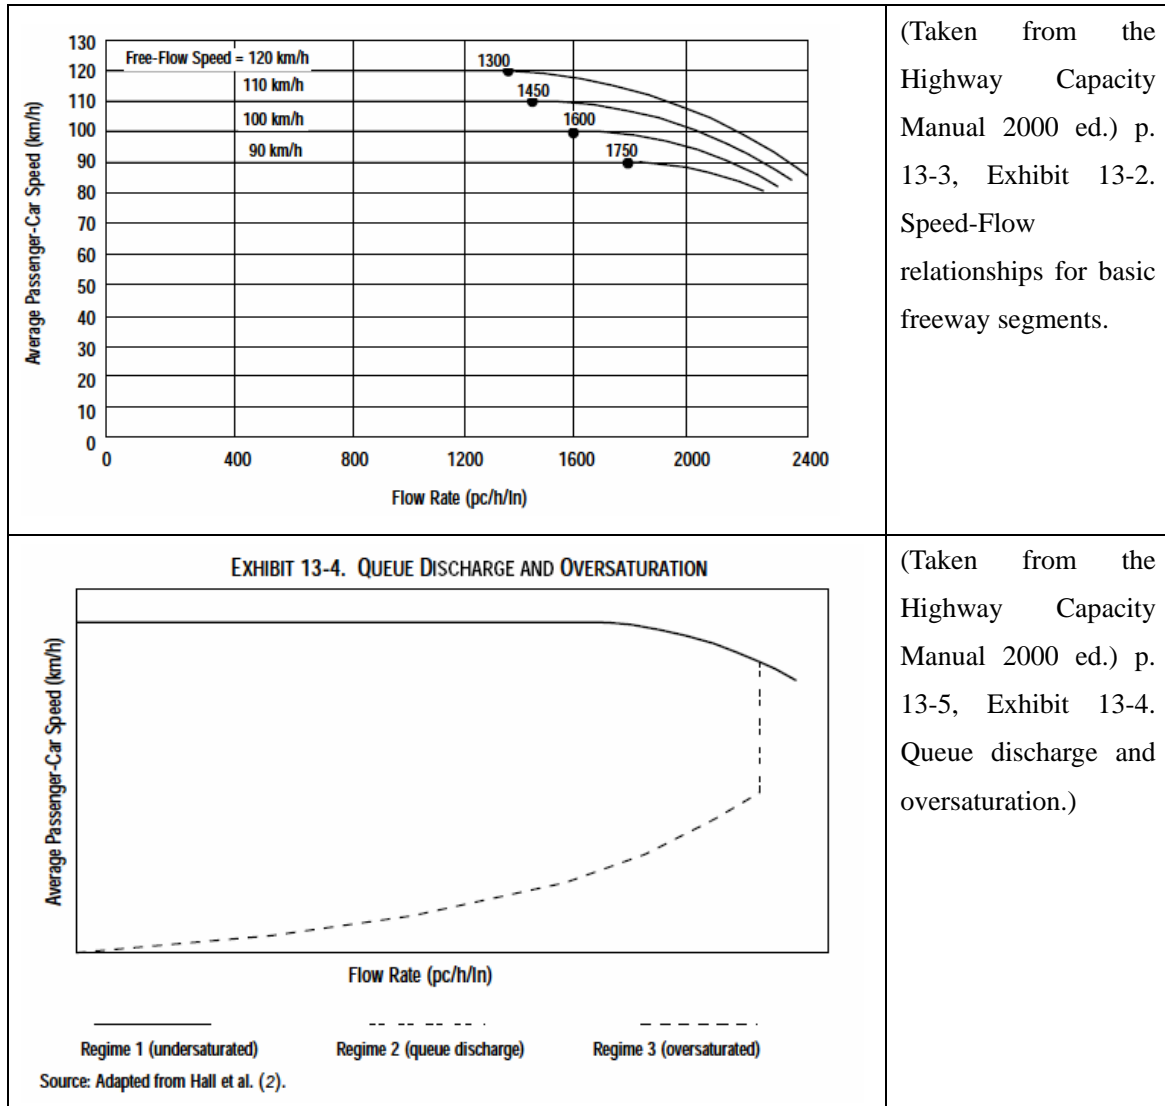 130
120
110
100
90
80
70
60
50
40
30
20
10
0
Average Passenger-Car Speed (km/h)
Free-Flow Speed = 120 km/h
110 km/h
100 km/h
90 km/h
1300
1450
1600
1750
0 400 800 1200 1600 2000 2400
Flow Rate (pc/h/ln)
(Taken from the
Highway Capacity
Manual 2000 ed.) p.
13-3, Exhibit 13-2.
Speed-Flow
relationships for basic
freeway segments.
EXHIBIT 13-4. QUEUE DISCHARGE AND OVERSATURATION
Average Passenger-Car Speed (km/h)
Flow Rate (pc/h/ln)
Regime 1 (undersaturated) Regime 2 (queue discharge) Regime 3 (oversaturated)
Source: Adapted from Hall et al. (2).
(Taken from the
Highway Capacity
Manual 2000 ed.) p.
13-5, Exhibit 13-4.
Queue discharge and
oversaturation.)